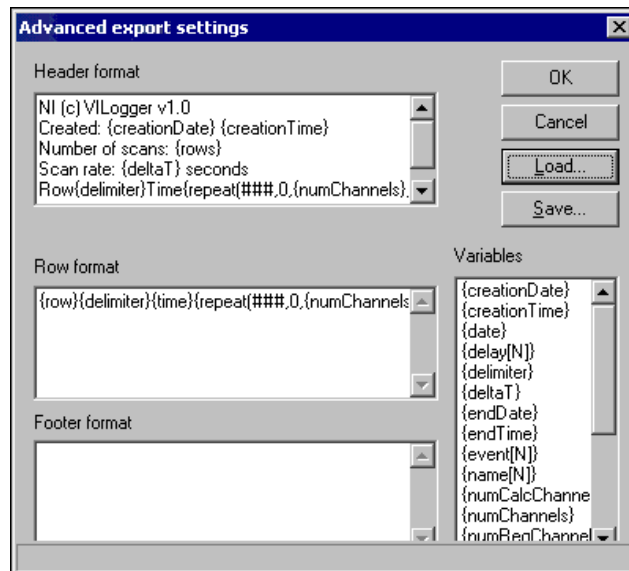 Advanced export settings
Header format
NI (c) VILogger v1.0
Created: {creationDate} {creationTime}
Number of scans: {rows}
Scan rate: {deltaT} seconds
Row{delimiter}Time{repeat(###,0,{numChannels},
OK
Cancel
Load...
Save...
Row format
{row}{delimiter}{time}{repeat(###,0,{numChannels
Variables
{creationDate}
{creationTime}
{date}
{delay[N]}
{delimiter}
{deltaT}
{endDate}
{endTime}
{event[N]}
{name[N]}
{numCalcChanne
{numChannels}
{numRegChannel
Footer format